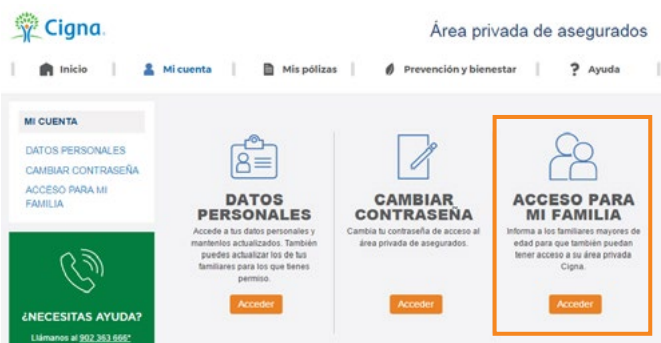 Cigna.
Área privada de asegurados
Inicio
Mi cuenta
Mis pólizas
Prevención y bienestar
? Ayuda
MI CUENTA
DATOS PERSONALES
CAMBIAR CONTRASEÑA
ACCESO PARA MI
FAMILIA
¿NECESITAS AYUDA?
Llámanos al 902 363 666*
DATOS
PERSONALES
Accede a tus datos personales y
mantenlos actualizados. También
puedes actualizar los de tus
familiares para los que tienes
permiso.
Acceder
CAMBIAR
CONTRASEÑA
Cambia tu contraseña de acceso al
área privada de asegurados.
Acceder
ACCESO PARA
MI FAMILIA
Informa a los familiares mayores de
edad para que también puedan
tener acceso a su área privada
Cigna.
Acceder